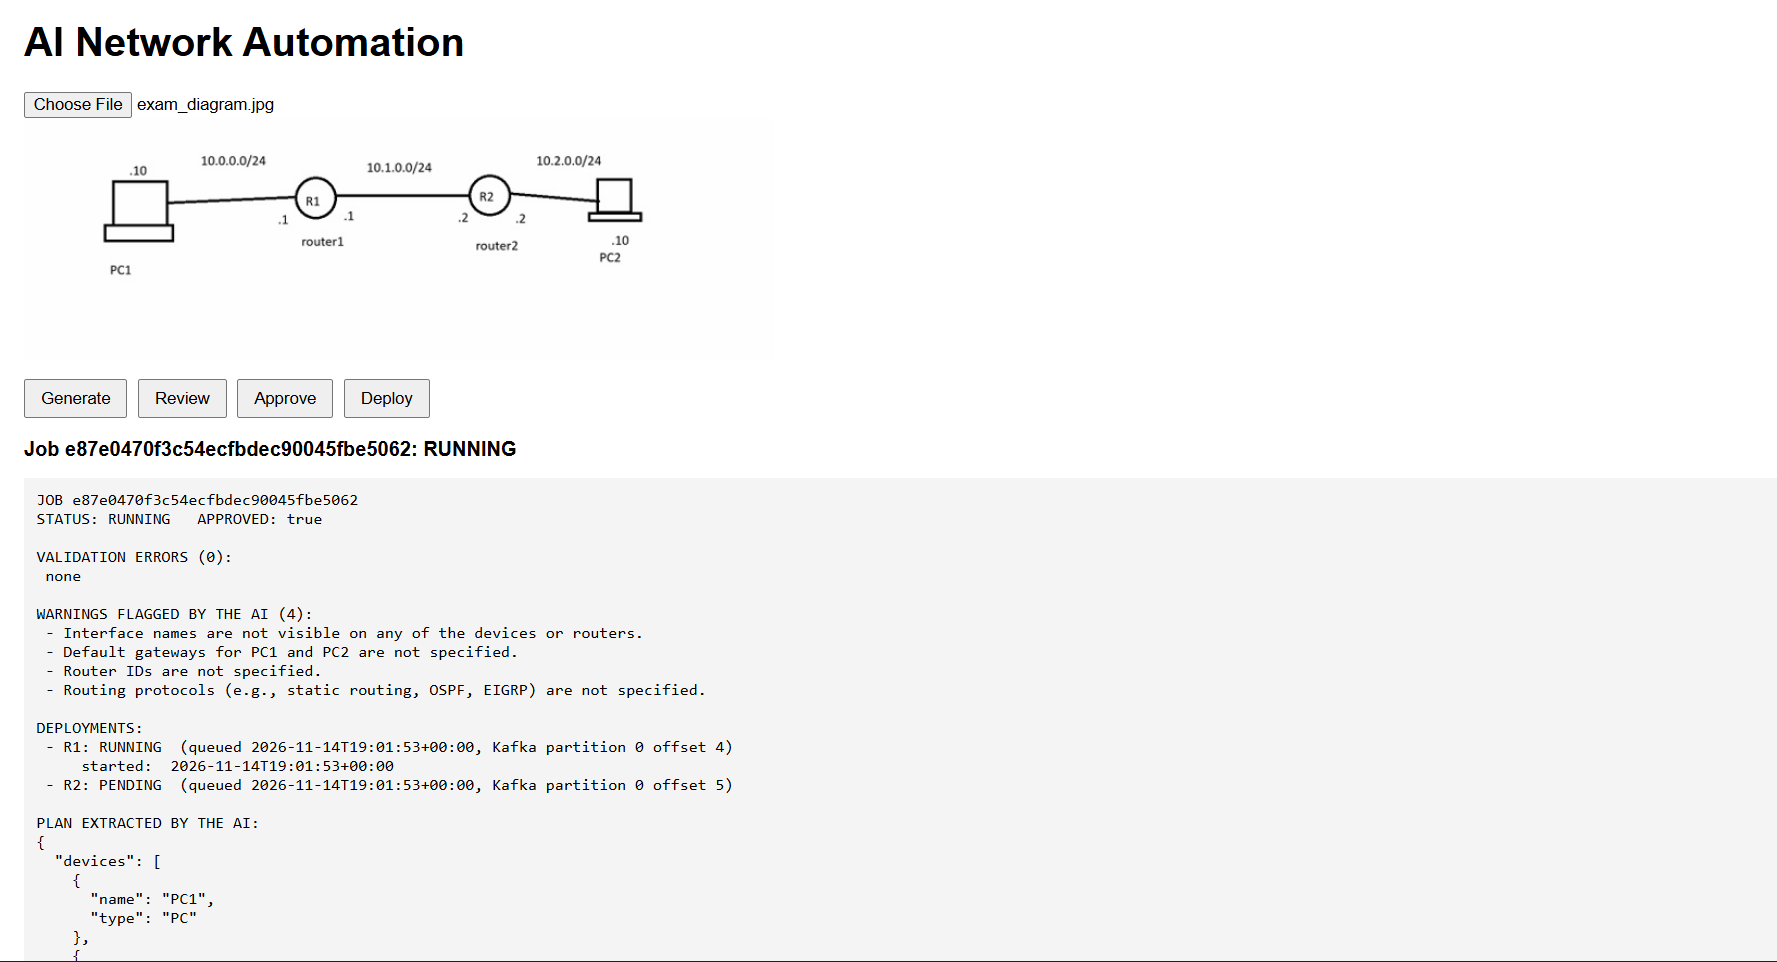 AI Network Automation
Choose File exam_diagram.jpg
.10
10.0.0.0/24
10.1.0.0/24
10.2.0.0/24
R1
R2
.1
.1
.2
.2
router1
router2
.10
PC1
PC2
Generate Review Approve Deploy
Job e87e0470f3c54ecfbdec90045fbe5062: RUNNING
JOB e87e0470f3c54ecfbdec90045fbe5062
STATUS: RUNNING   APPROVED: true
VALIDATION ERRORS (0):
 none
WARNINGS FLAGGED BY THE AI (4):
 - Interface names are not visible on any of the devices or routers.
 - Default gateways for PC1 and PC2 are not specified.
 - Router IDs are not specified.
 - Routing protocols (e.g., static routing, OSPF, EIGRP) are not specified.
DEPLOYMENTS:
 - R1: RUNNING  (queued 2026-11-14T19:01:53+00:00, Kafka partition 0 offset 4)
     started:  2026-11-14T19:01:53+00:00
 - R2: PENDING  (queued 2026-11-14T19:01:53+00:00, Kafka partition 0 offset 5)
PLAN EXTRACTED BY THE AI:
{
  "devices": [
    {
      "name": "PC1",
      "type": "PC"
    },
    {